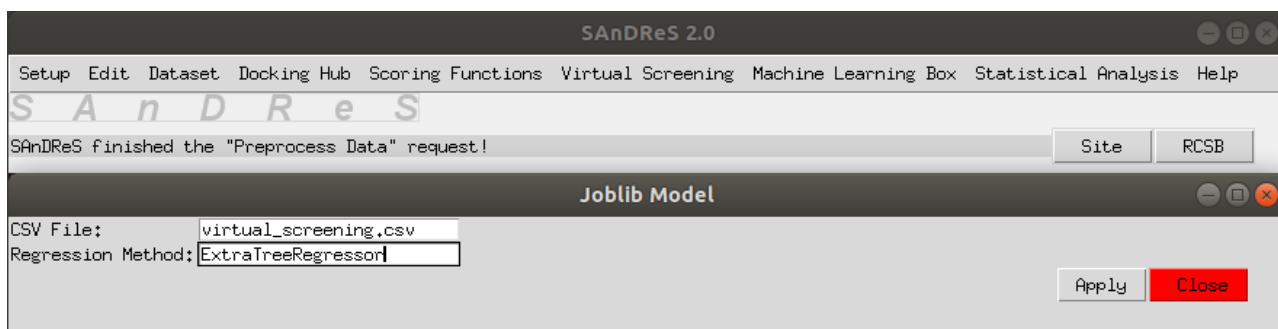 SAnDReS 2.0
Setup Edit Dataset Docking Hub Scoring Functions Virtual Screening Machine Learning Box Statistical Analysis Help
S A n D R e S
SAnDReS finished the "Preprocess Data" request!
Site RCSB
Joblib Model
CSV File: virtual_screening.csv
Regression Method: ExtraTreeRegressor
Apply Close